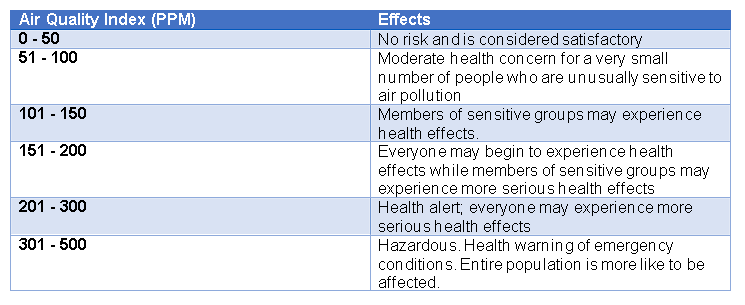 Air Quality Index (PPM) Effects
0 - 50 No risk and is considered satisfactory
51 - 100 Moderate health concern for a very small
number of people who are unusually sensitive to
air pollution
101 - 150 Members of sensitive groups may experience
health effects.
151 - 200 Everyone may begin to experience health
effects while members of sensitive groups may
experience more serious health effects
201 - 300 Health alert; everyone may experience more
serious health effects
301 - 500 Hazardous. Health warning of emergency
conditions. Entire population is more like to be
affected.